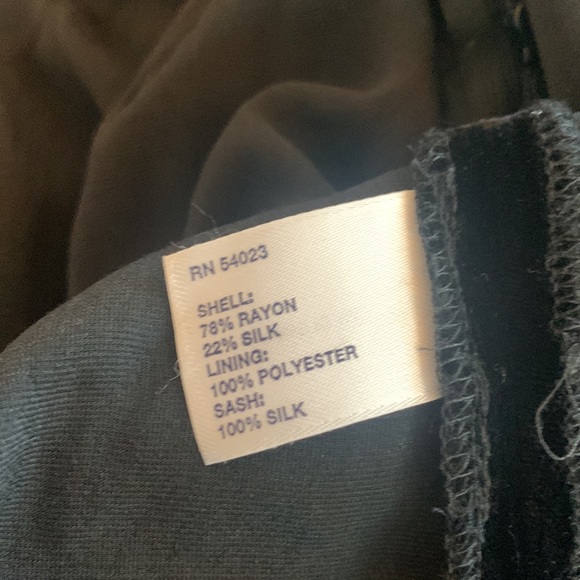 RN 54023
SHELL:
78% RAYON
22% SILK
LINING:
100% POLYESTER
SASH:
100% SILK